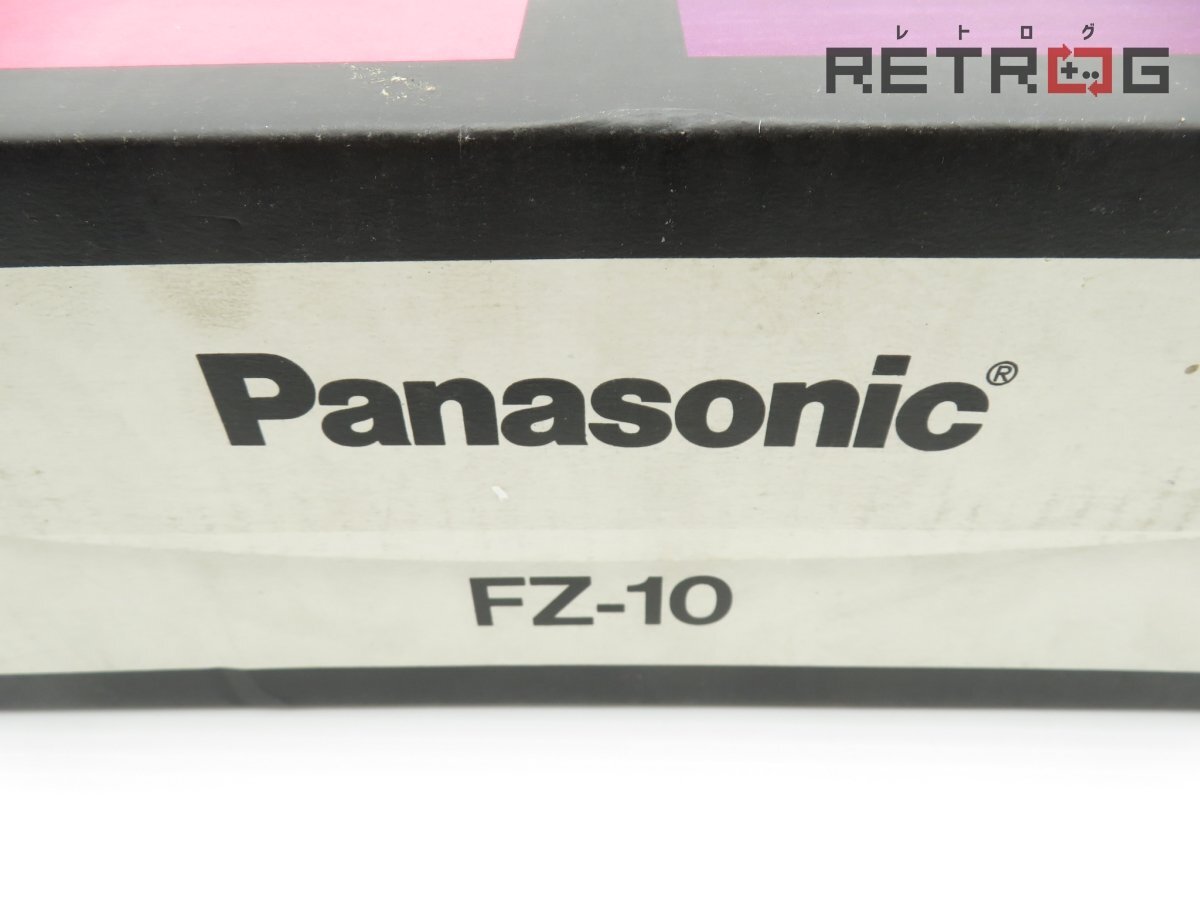 レトログ
RETROG
Panasonic®
FZ-10